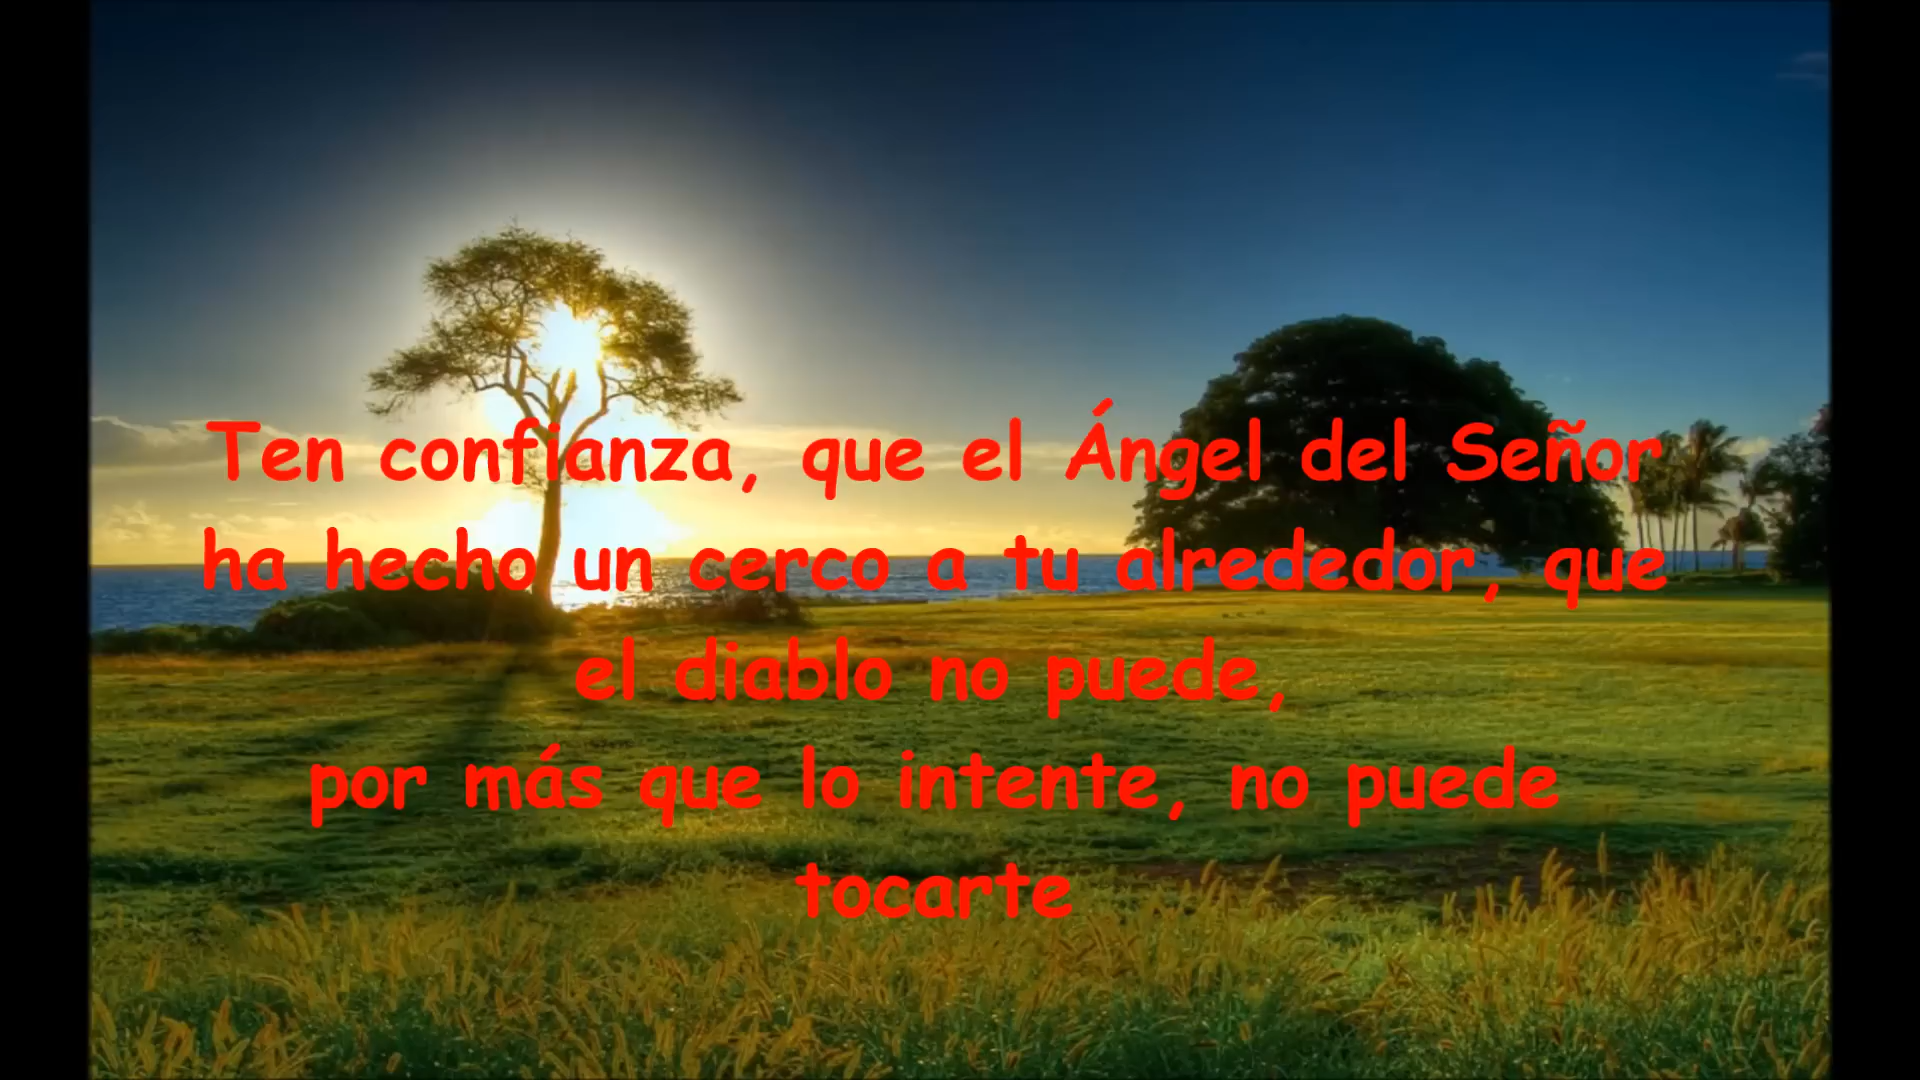 Ten confianza, que el Ángel del Señor
ha hecho un cerco a tu alrededor, que
el diablo no puede,
por más que lo intente, no puede
tocarte